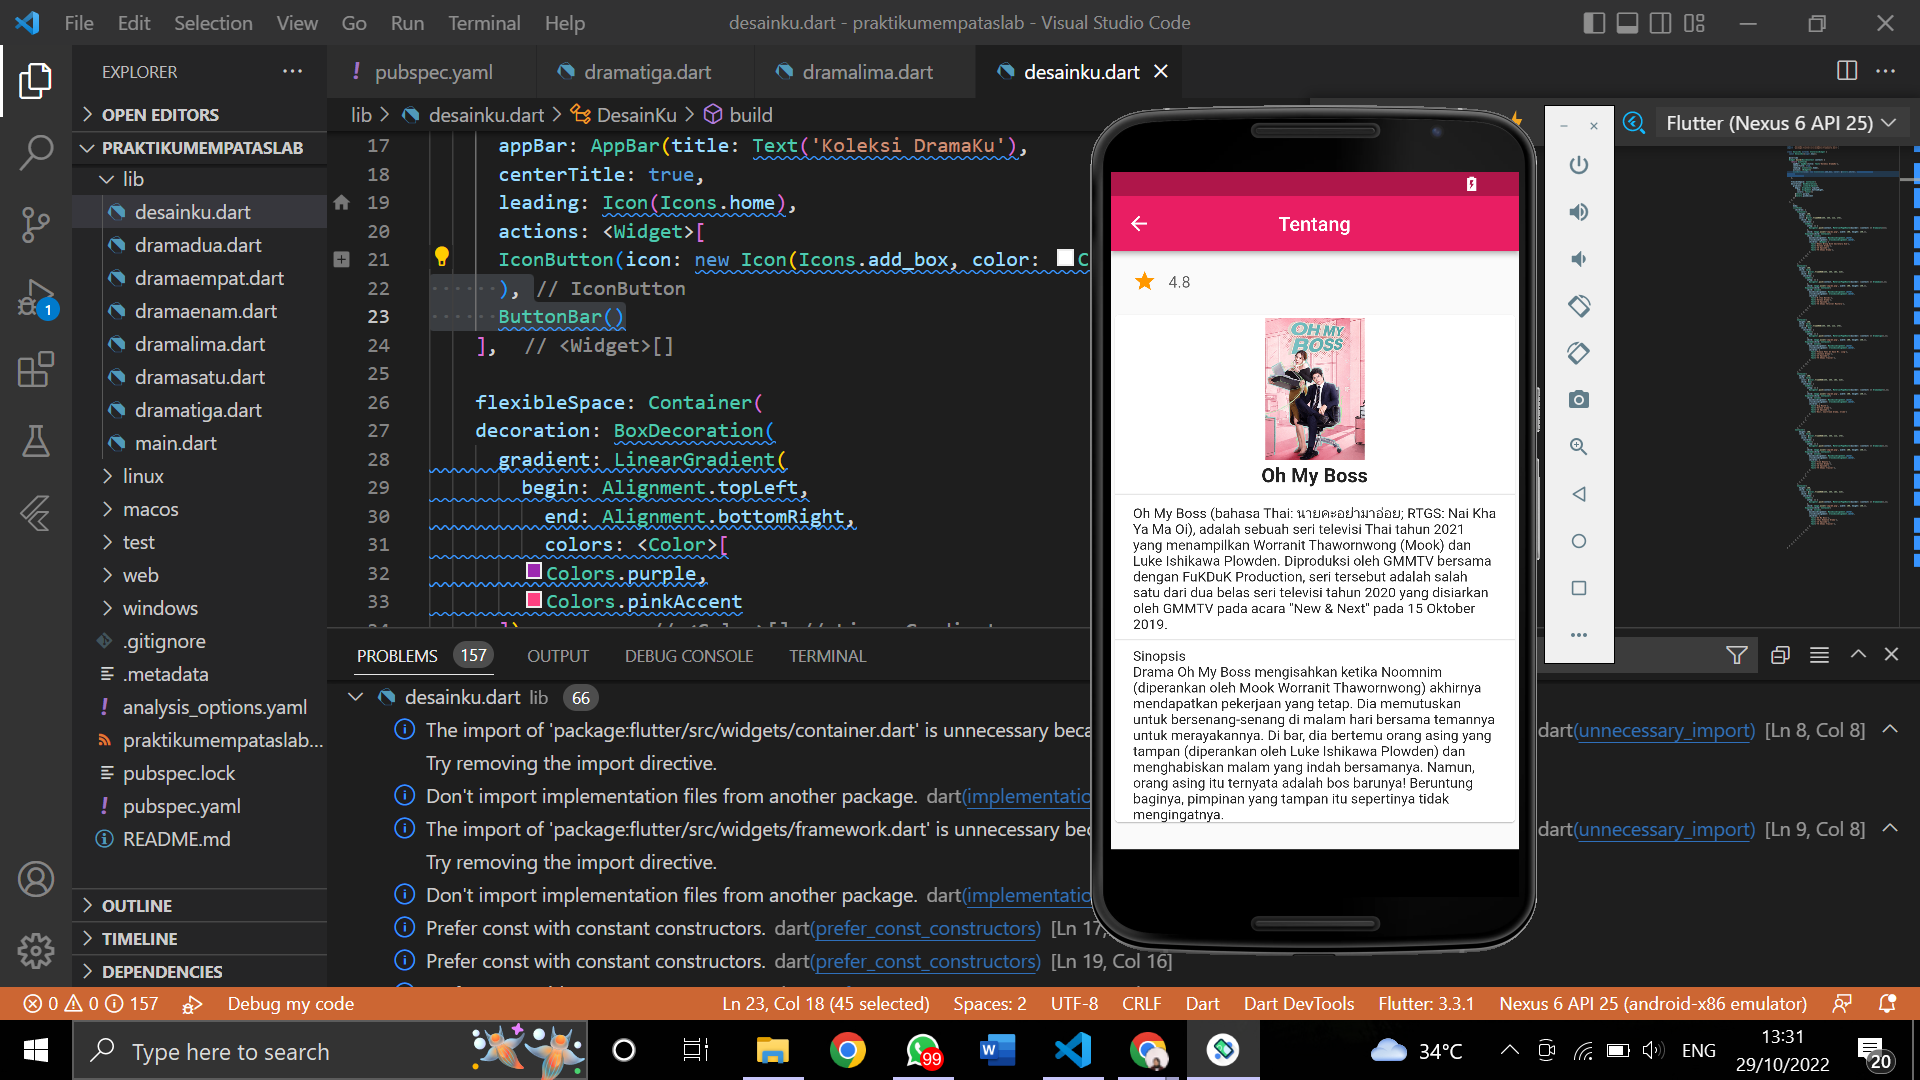 File Edit Selection View Go Run Terminal Help
desainku.dart - praktikumempataslab - Visual Studio Code
EXPLORER
OPEN EDITORS
PRAKTIKUMEMPATASLAB
lib
desainku.dart
dramadua.dart
dramaempat.dart
dramaenam.dart
dramalima.dart
dramasatu.dart
dramatiga.dart
main.dart
linux
macos
test
web
windows
.gitignore
.metadata
! analysis_options.yaml
praktikumempataslab...
pubspec.lock
! pubspec.yaml
README.md
OUTLINE
TIMELINE
DEPENDENCIES
1
! pubspec.yaml
dramatiga.dart
dramalima.dart
desainku.dart
lib > desainku.dart > DesainKu > build
17 appBar: AppBar(title: Text('Koleksi DramaKu'),
18 centerTitle: true,
19 leading: Icon(Icons.home),
20 actions: <Widget>[
21 IconButton(icon: new Icon(Icons.add_box, color: C
22 ), // IconButton
23 ButtonBar()
24 ], // <Widget>[]
25
26 flexibleSpace: Container(
27 decoration: BoxDecoration(
28 gradient: LinearGradient(
29 begin: Alignment.topLeft,
30 end: Alignment.bottomRight,
31 colors: <Color>[
32 Colors.purple,
33 Colors.pinkAccent
PROBLEMS 157 OUTPUT DEBUG CONSOLE TERMINAL
desainku.dart lib 66
The import of 'package:flutter/src/widgets/container.dart' is unnecessary beca
dart(unnecessary_import) [Ln 8, Col 8]
Try removing the import directive.
Don't import implementation files from another package. dart(implementatio
The import of 'package:flutter/src/widgets/framework.dart' is unnecessary bec
dart(unnecessary_import) [Ln 9, Col 8]
Try removing the import directive.
Don't import implementation files from another package. dart(implementatio
Prefer const with constant constructors. dart(prefer_const_constructors) [Ln 17,
Prefer const with constant constructors. dart(prefer_const_constructors) [Ln 19, Col 16]
Flutter (Nexus 6 API 25)
Tentang
4.8
OH MY
BOSS
Oh My Boss
Oh My Boss (bahasa Thai: นายคะอย่ามาอ่อย; RTGS: Nai Kha
Ya Ma Oi), adalah sebuah seri televisi Thai tahun 2021
yang menampilkan Worranit Thawornwong (Mook) dan
Luke Ishikawa Plowden. Diproduksi oleh GMMTV bersama
dengan FuKDuK Production, seri tersebut adalah salah
satu dari dua belas seri televisi tahun 2020 yang disiarkan
oleh GMMTV pada acara "New & Next" pada 15 Oktober
2019.
Sinopsis
Drama Oh My Boss mengisahkan ketika Noomnim
(diperankan oleh Mook Worranit Thawornwong) akhirnya
mendapatkan pekerjaan yang tetap. Dia memutuskan
untuk bersenang-senang di malam hari bersama temannya
untuk merayakannya. Di bar, dia bertemu orang asing yang
tampan (diperankan oleh Luke Ishikawa Plowden) dan
menghabiskan malam yang indah bersamanya. Namun,
orang asing itu ternyata adalah bos barunya! Beruntung
baginya, pimpinan yang tampan itu sepertinya tidak
mengingatnya.
0 0 157 Debug my code
Ln 23, Col 18 (45 selected) Spaces: 2 UTF-8 CRLF Dart Dart DevTools Flutter: 3.3.1 Nexus 6 API 25 (android-x86 emulator)
Type here to search
99
34°C
ENG
13:31
29/10/2022
20